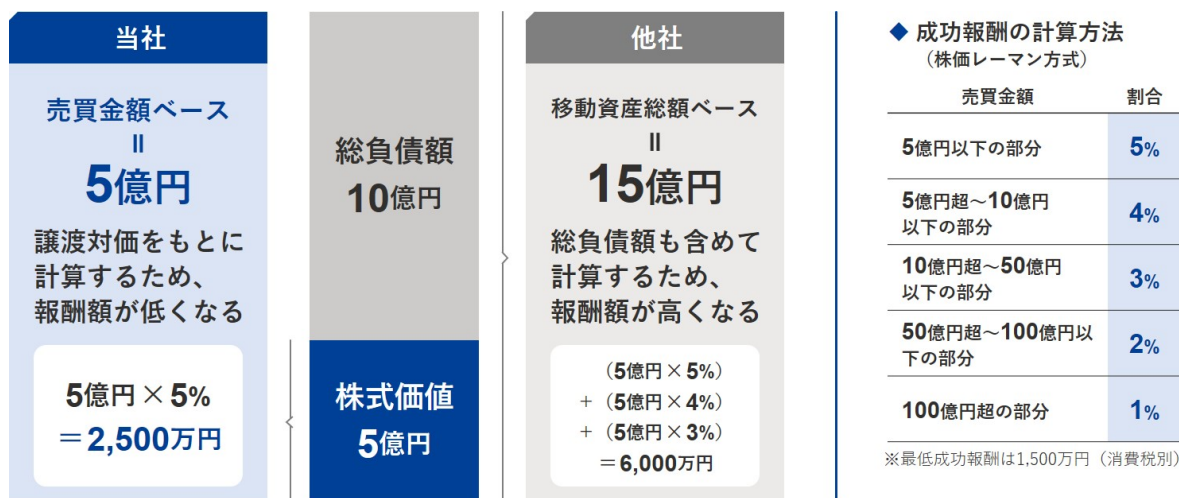 当社
売買金額ベース
=
5億円
譲渡対価をもとに
計算するため、
報酬額が低くなる
5億円×5%
=2,500万円
総負債額
10億円
株式価値
5億円
他社
移動資産総額ベース
=
15億円
総負債額も含めて
計算するため、
報酬額が高くなる
(5億円×5%)
+(5億円×4%)
+(5億円×3%)
=6,000万円
◆ 成功報酬の計算方法
(株価レーマン方式)
売買金額 割合
5億円以下の部分 5%
5億円超~10億円
以下の部分 4%
10億円超~50億円
以下の部分 3%
50億円超~100億円以
下の部分 2%
100億円超の部分 1%
※最低成功報酬は1,500万円(消費税別)